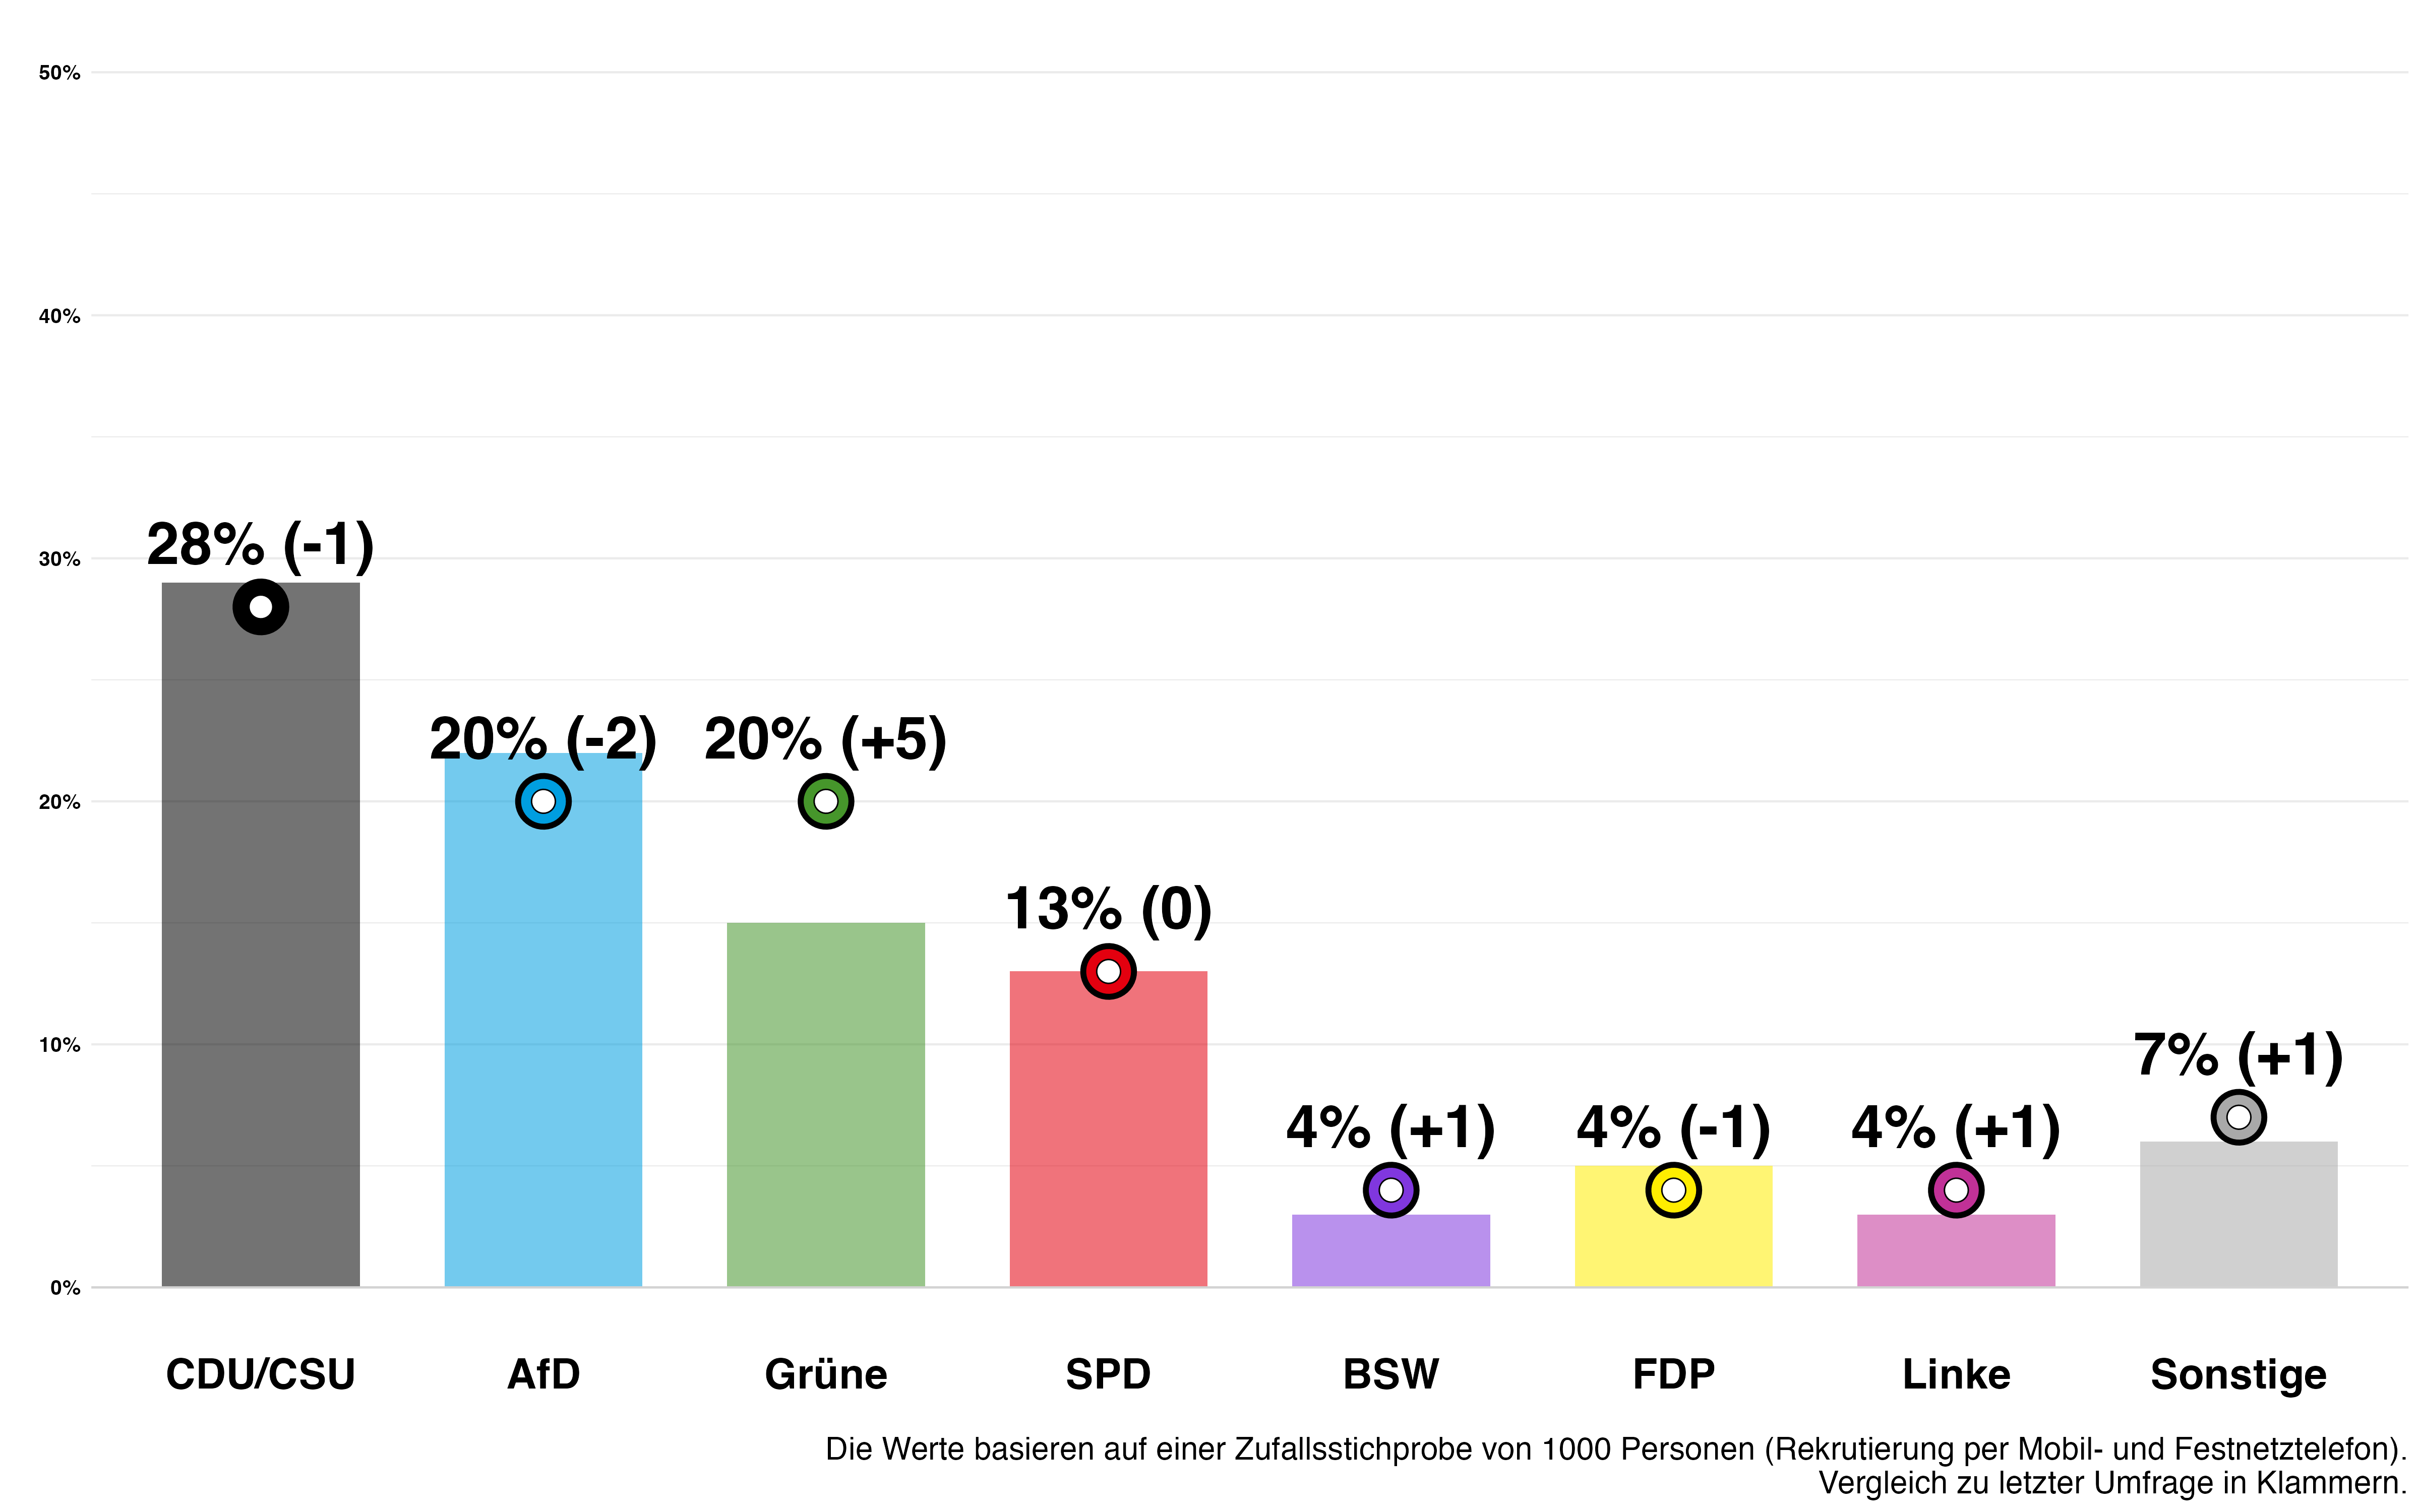 50%
40%
30%
20%
10%
0%
28% (-1)
20% (-2)
20% (+5)
13% (0)
4% (+1)
4% (-1)
4% (+1)
7% (+1)
CDU/CSU
AfD
Grüne
SPD
BSW
FDP
Linke
Sonstige
Die Werte basieren auf einer Zufallsstichprobe von 1000 Personen (Rekrutierung per Mobil- und Festnetztelefon).
Vergleich zu letzter Umfrage in Klammern.